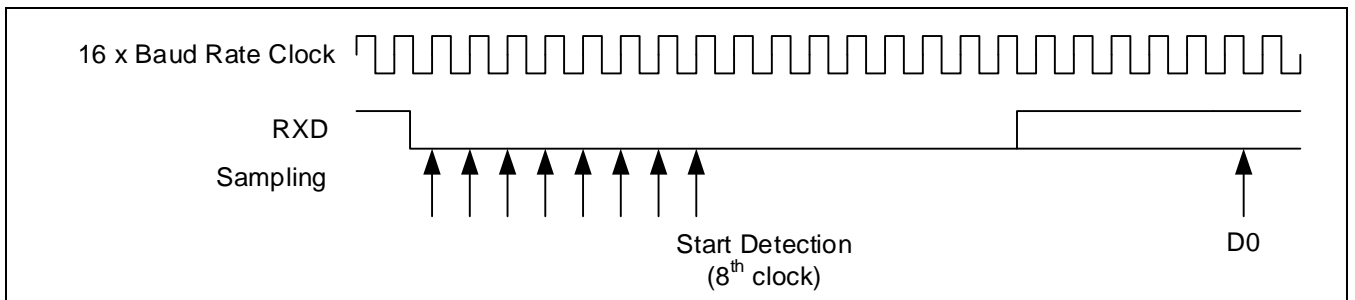 16 x Baud Rate Clock
RXD
Sampling
Start Detection
(8th clock)
D0